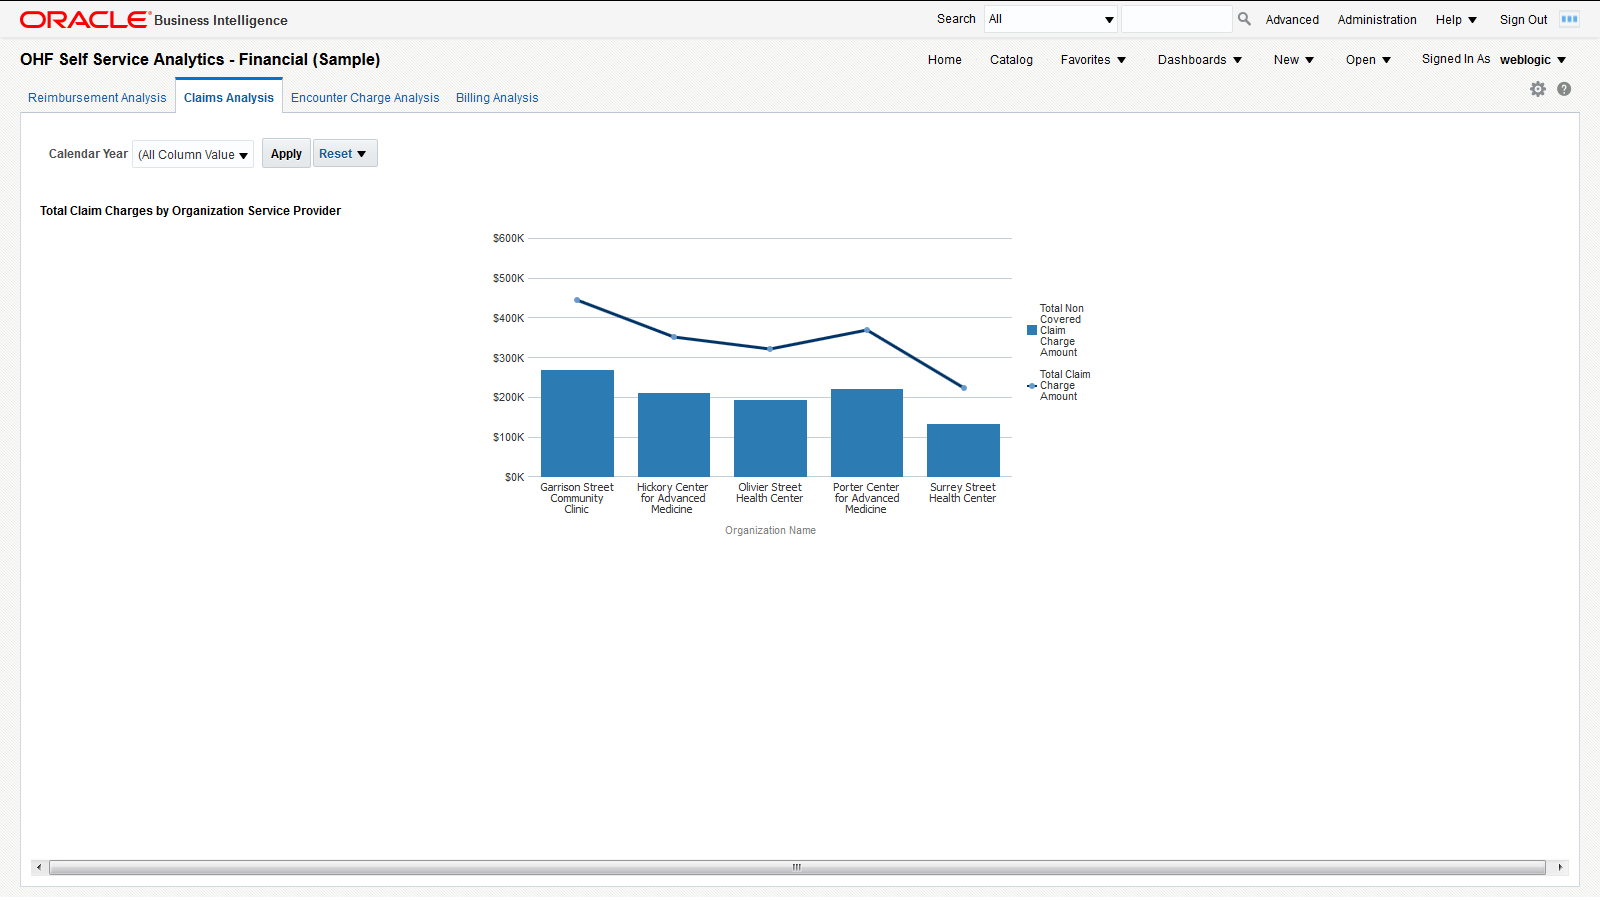 ORACLE Business Intelligence
Search All Advanced Administration Help Sign Out
OHF Self Service Analytics - Financial (Sample)
Home Catalog Favorites Dashboards New Open Signed In As weblogic
Reimbursement Analysis Claims Analysis Encounter Charge Analysis Billing Analysis
Calendar Year (All Column Value Apply Reset
Total Claim Charges by Organization Service Provider
$600K
$500K
$400K
$300K
$200K
$100K
$0K
Garrison Street
Community
Clinic
Hickory Center
for Advanced
Medicine
Olivier Street
Health Center
Porter Center
for Advanced
Medicine
Surrey Street
Health Center
Organization Name
Total Non
Covered
Claim
Charge
Amount
Total Claim
Charge
Amount